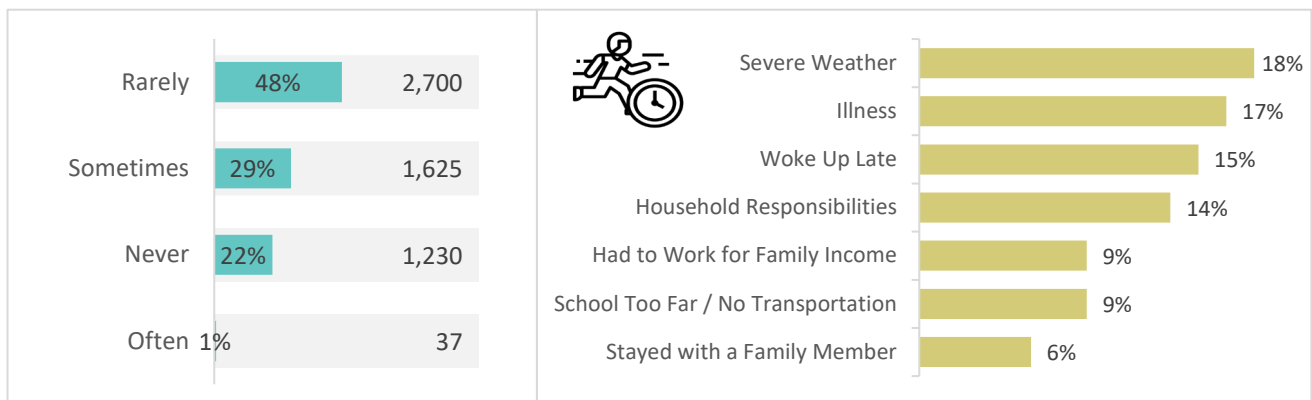 Rarely 48% 2,700
Sometimes 29% 1,625
Never 22% 1,230
Often 1% 37
Severe Weather 18%
Illness 17%
Woke Up Late 15%
Household Responsibilities 14%
Had to Work for Family Income 9%
School Too Far / No Transportation 9%
Stayed with a Family Member 6%